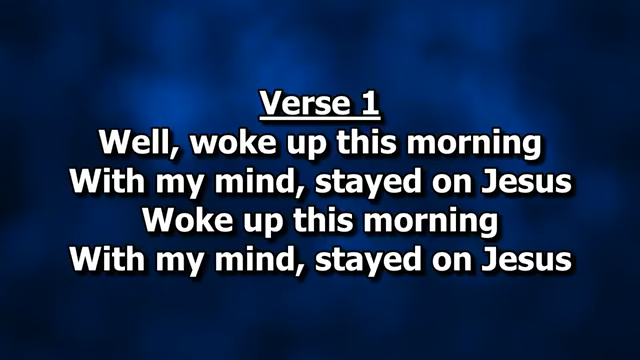 Verse 1
Well, woke up this morning
With my mind, stayed on Jesus
Woke up this morning
With my mind, stayed on Jesus